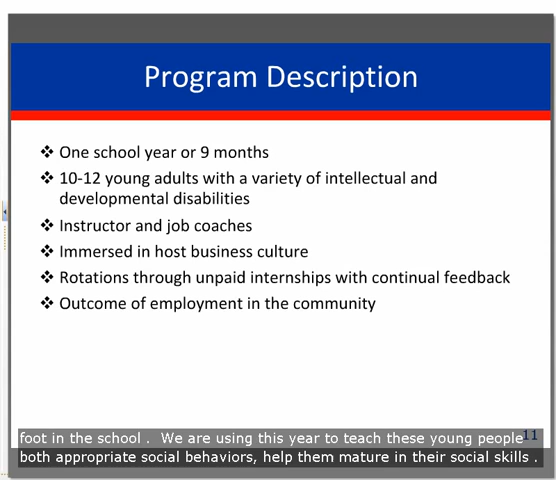 Program Description
❖ One school year or 9 months
❖ 10-12 young adults with a variety of intellectual and
developmental disabilities
❖ Instructor and job coaches
❖ Immersed in host business culture
❖ Rotations through unpaid internships with continual feedback
❖ Outcome of employment in the community
11
foot in the school .  We are using this year to teach these young people
both appropriate social behaviors, help them mature in their social skills .